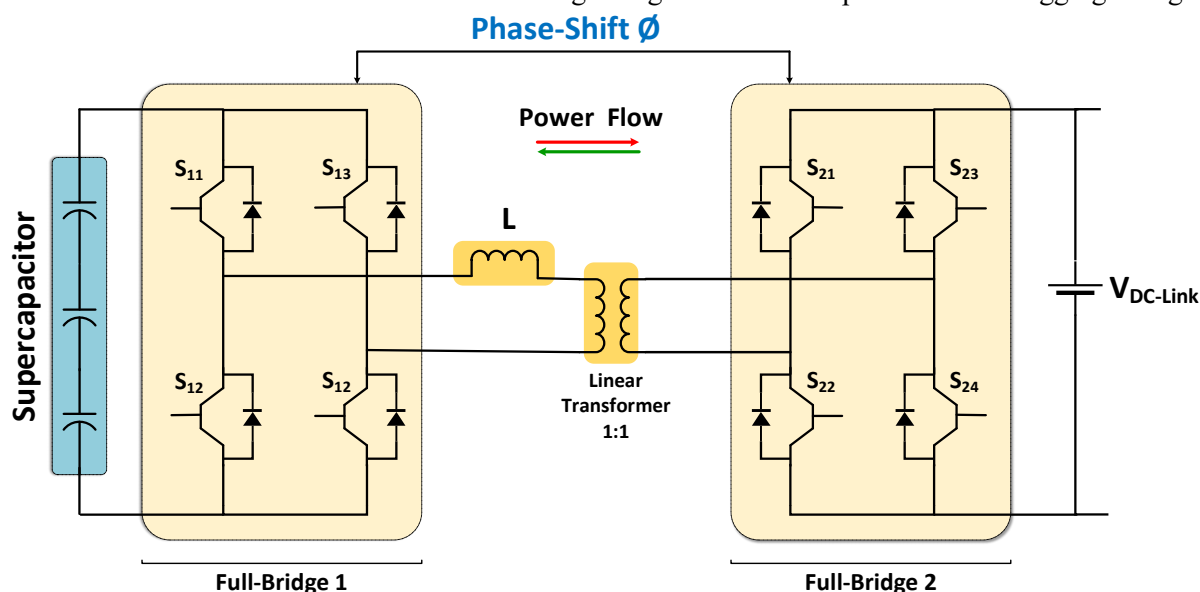 Phase-Shift Ø
Power Flow
S11
S13
S21
S23
L
Supercapacitor
VDC-Link
S12
S12
S22
S24
Linear
Transformer
1:1
Full-Bridge 1
Full-Bridge 2